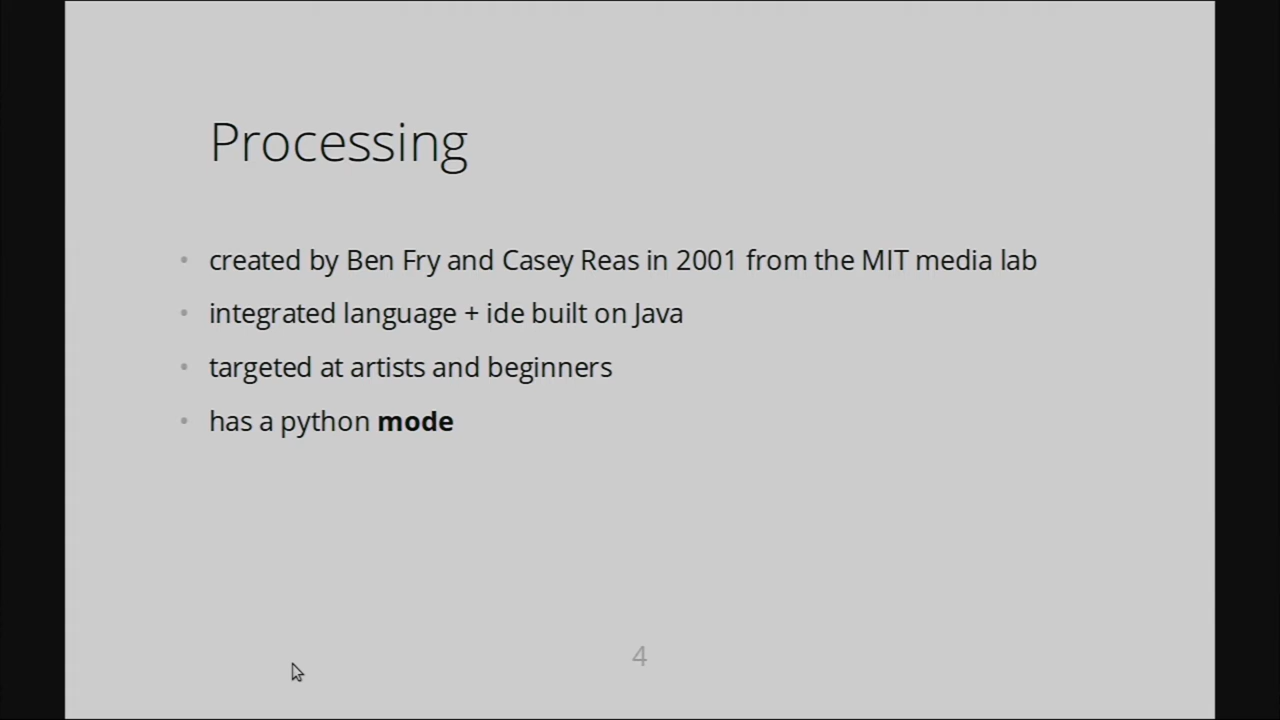 Processing
• created by Ben Fry and Casey Reas in 2001 from the MIT media lab
• integrated language + ide built on Java
• targeted at artists and beginners
• has a python mode
4